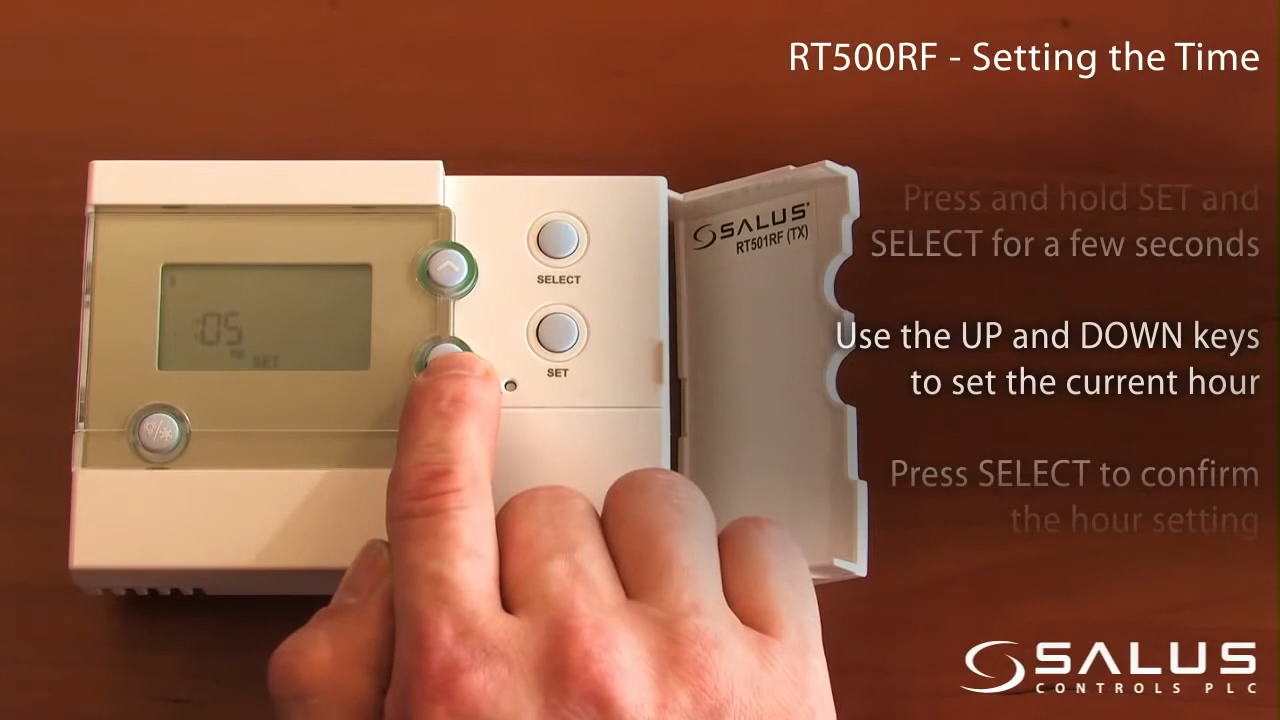 RT500RF - Setting the Time
Press and hold SET and
SELECT for a few seconds
Use the UP and DOWN keys
to set the current hour
Press SELECT to confirm
the hour setting
SALUS
RT501RF (TX)
SELECT
SET
:05
SET
SALUS
CONTROLS PLC